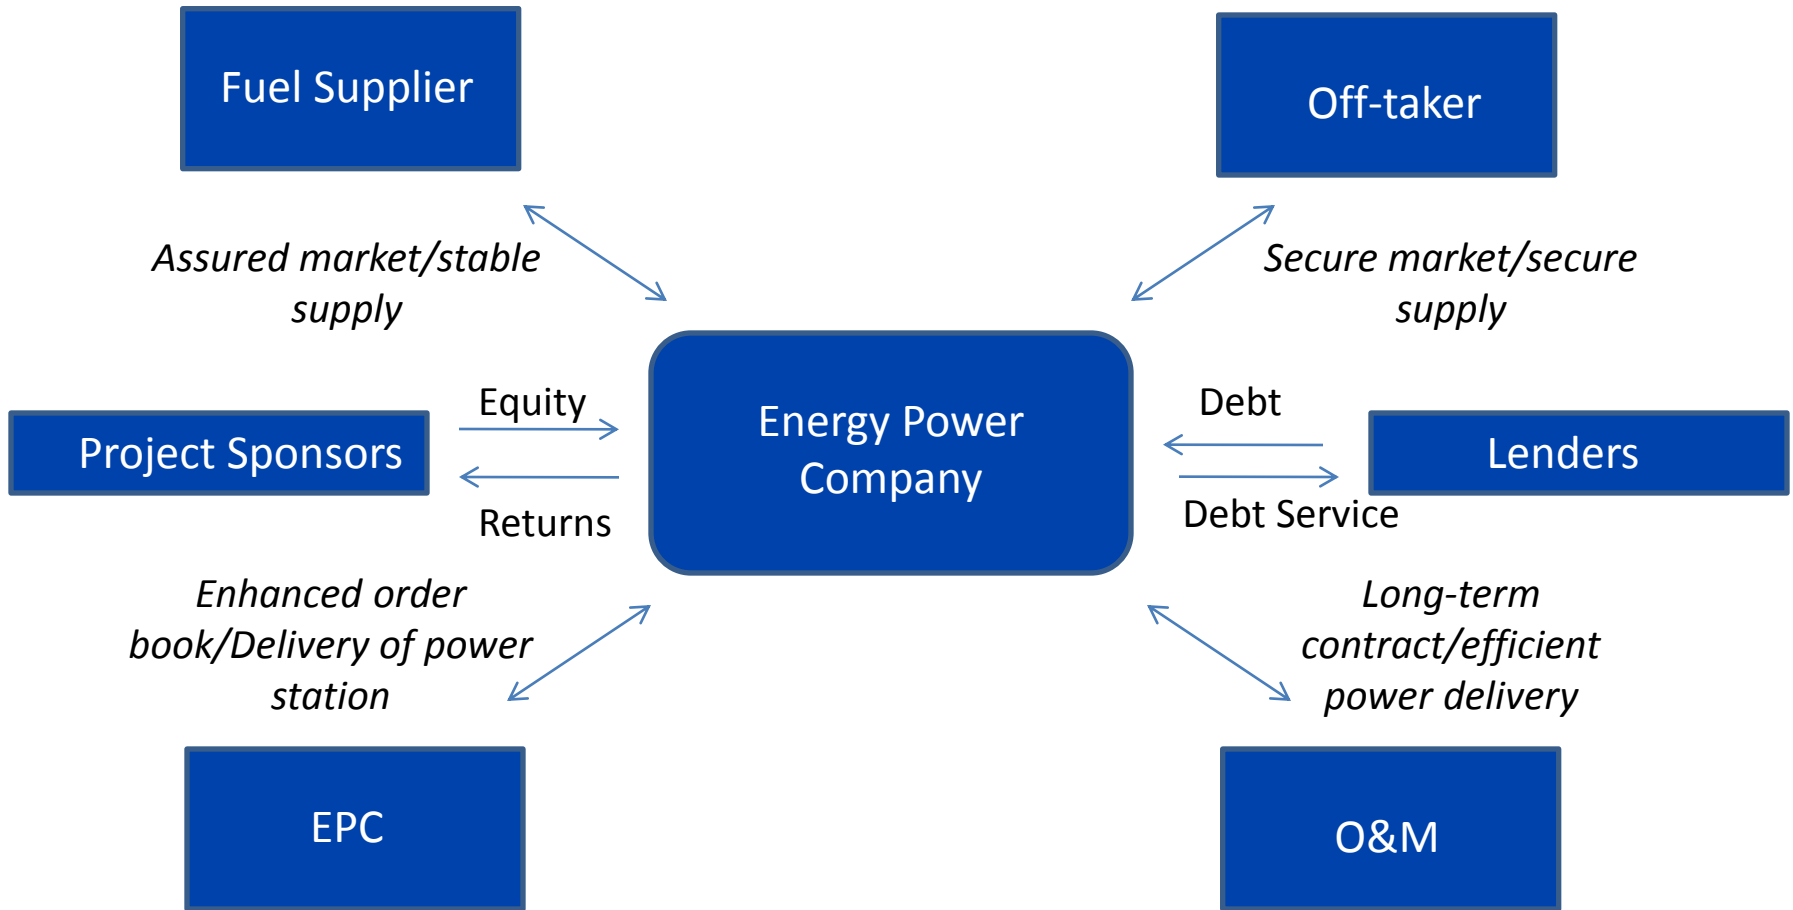 Fuel Supplier
Off-taker
Assured market/stable
supply
Secure market/secure
supply
Equity
Project Sponsors
Returns
Energy Power
Company
Debt
Lenders
Debt Service
Enhanced order
book/Delivery of power
station
Long-term
contract/efficient
power delivery
EPC
O&M